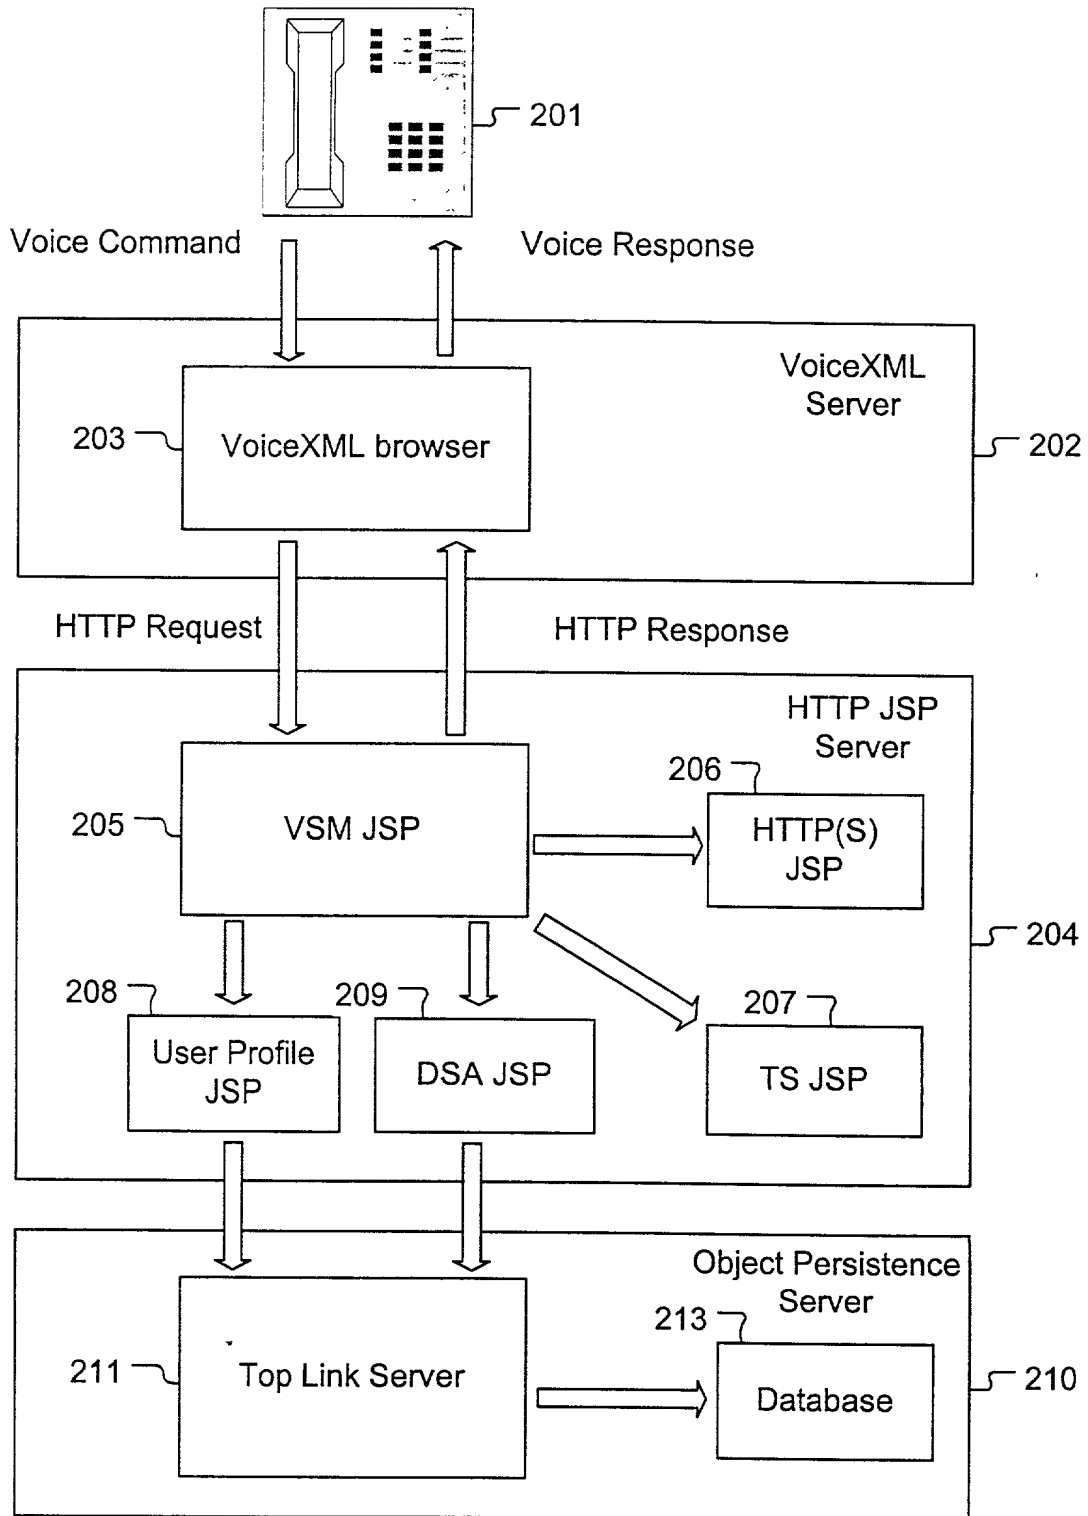 201
Voice Command
Voice Response
VoiceXML
Server
203
VoiceXML browser
202
HTTP Request
HTTP Response
HTTP JSP
Server
206
205
VSM JSP
HTTP(S)
JSP
204
208
209
207
User Profile
JSP
DSA JSP
TS JSP
Object Persistence
Server
213
211
Top Link Server
210
Database